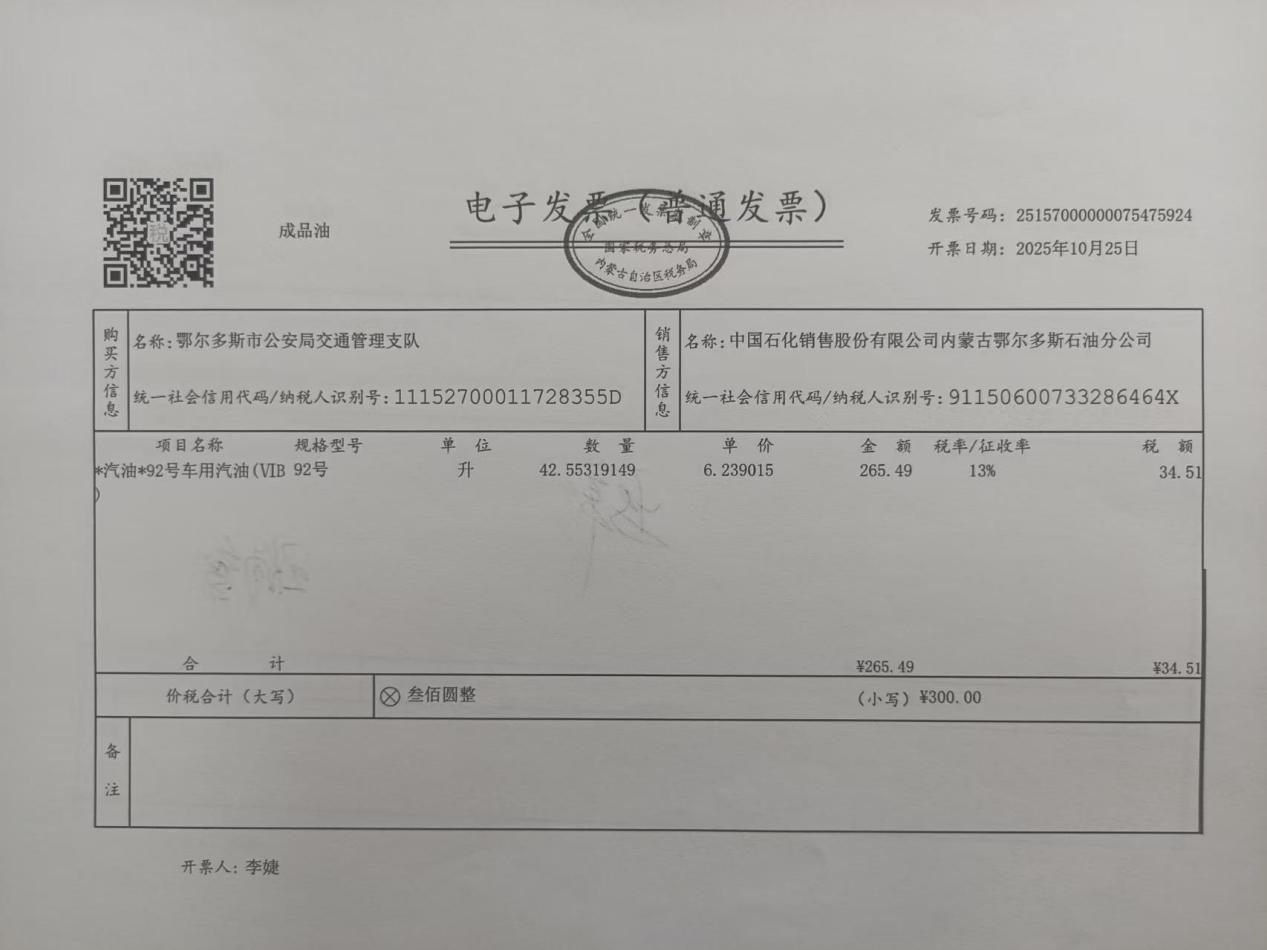 电子发票（普通发票）
全国统一发票监制章
国家税务总局
内蒙古自治区税务局
税
成品油
发票号码：25157000000075475924
开票日期：2025年10月25日
购买方信息
名称：鄂尔多斯市公安局交通管理支队
统一社会信用代码/纳税人识别号：11152700011728355D
销售方信息
名称：中国石化销售股份有限公司内蒙古鄂尔多斯石油分公司
统一社会信用代码/纳税人识别号：91150600733286464X
项目名称 规格型号 单 位 数 量 单 价 金 额 税率/征收率 税 额
*汽油*92号车用汽油(VIB 92号 升 42.55319149 6.239015 265.49 13% 34.51
)
合 计 ¥265.49 ¥34.51
价税合计（大写） ⊗ 叁佰圆整 （小写）¥300.00
备注
开票人：李婕